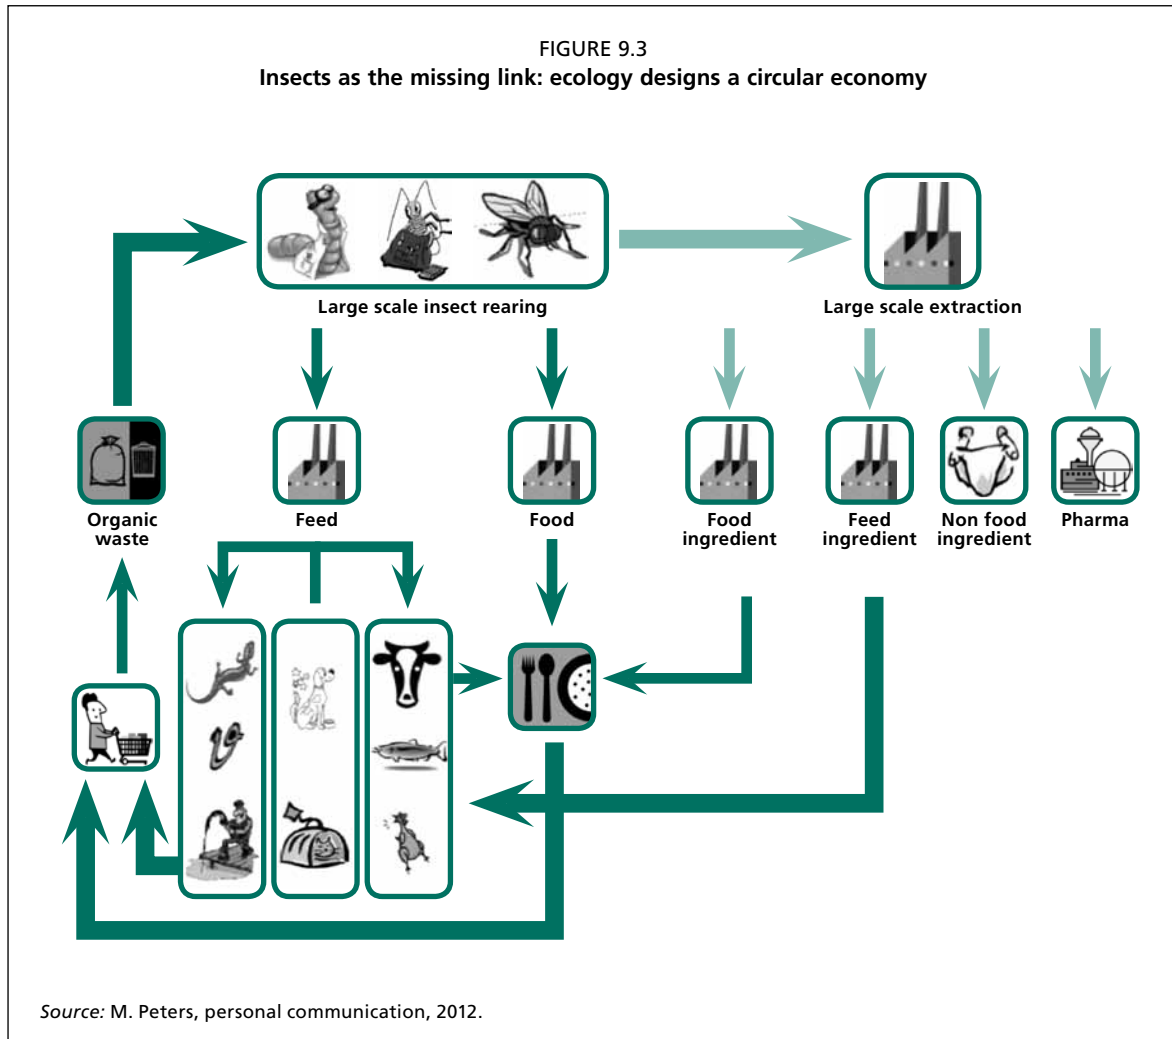 FIGURE 9.3
Insects as the missing link: ecology designs a circular economy
Large scale insect rearing
Large scale extraction
Organic
waste
Feed
Food
Food
ingredient
Feed
ingredient
Non food
ingredient
Pharma
Source: M. Peters, personal communication, 2012.